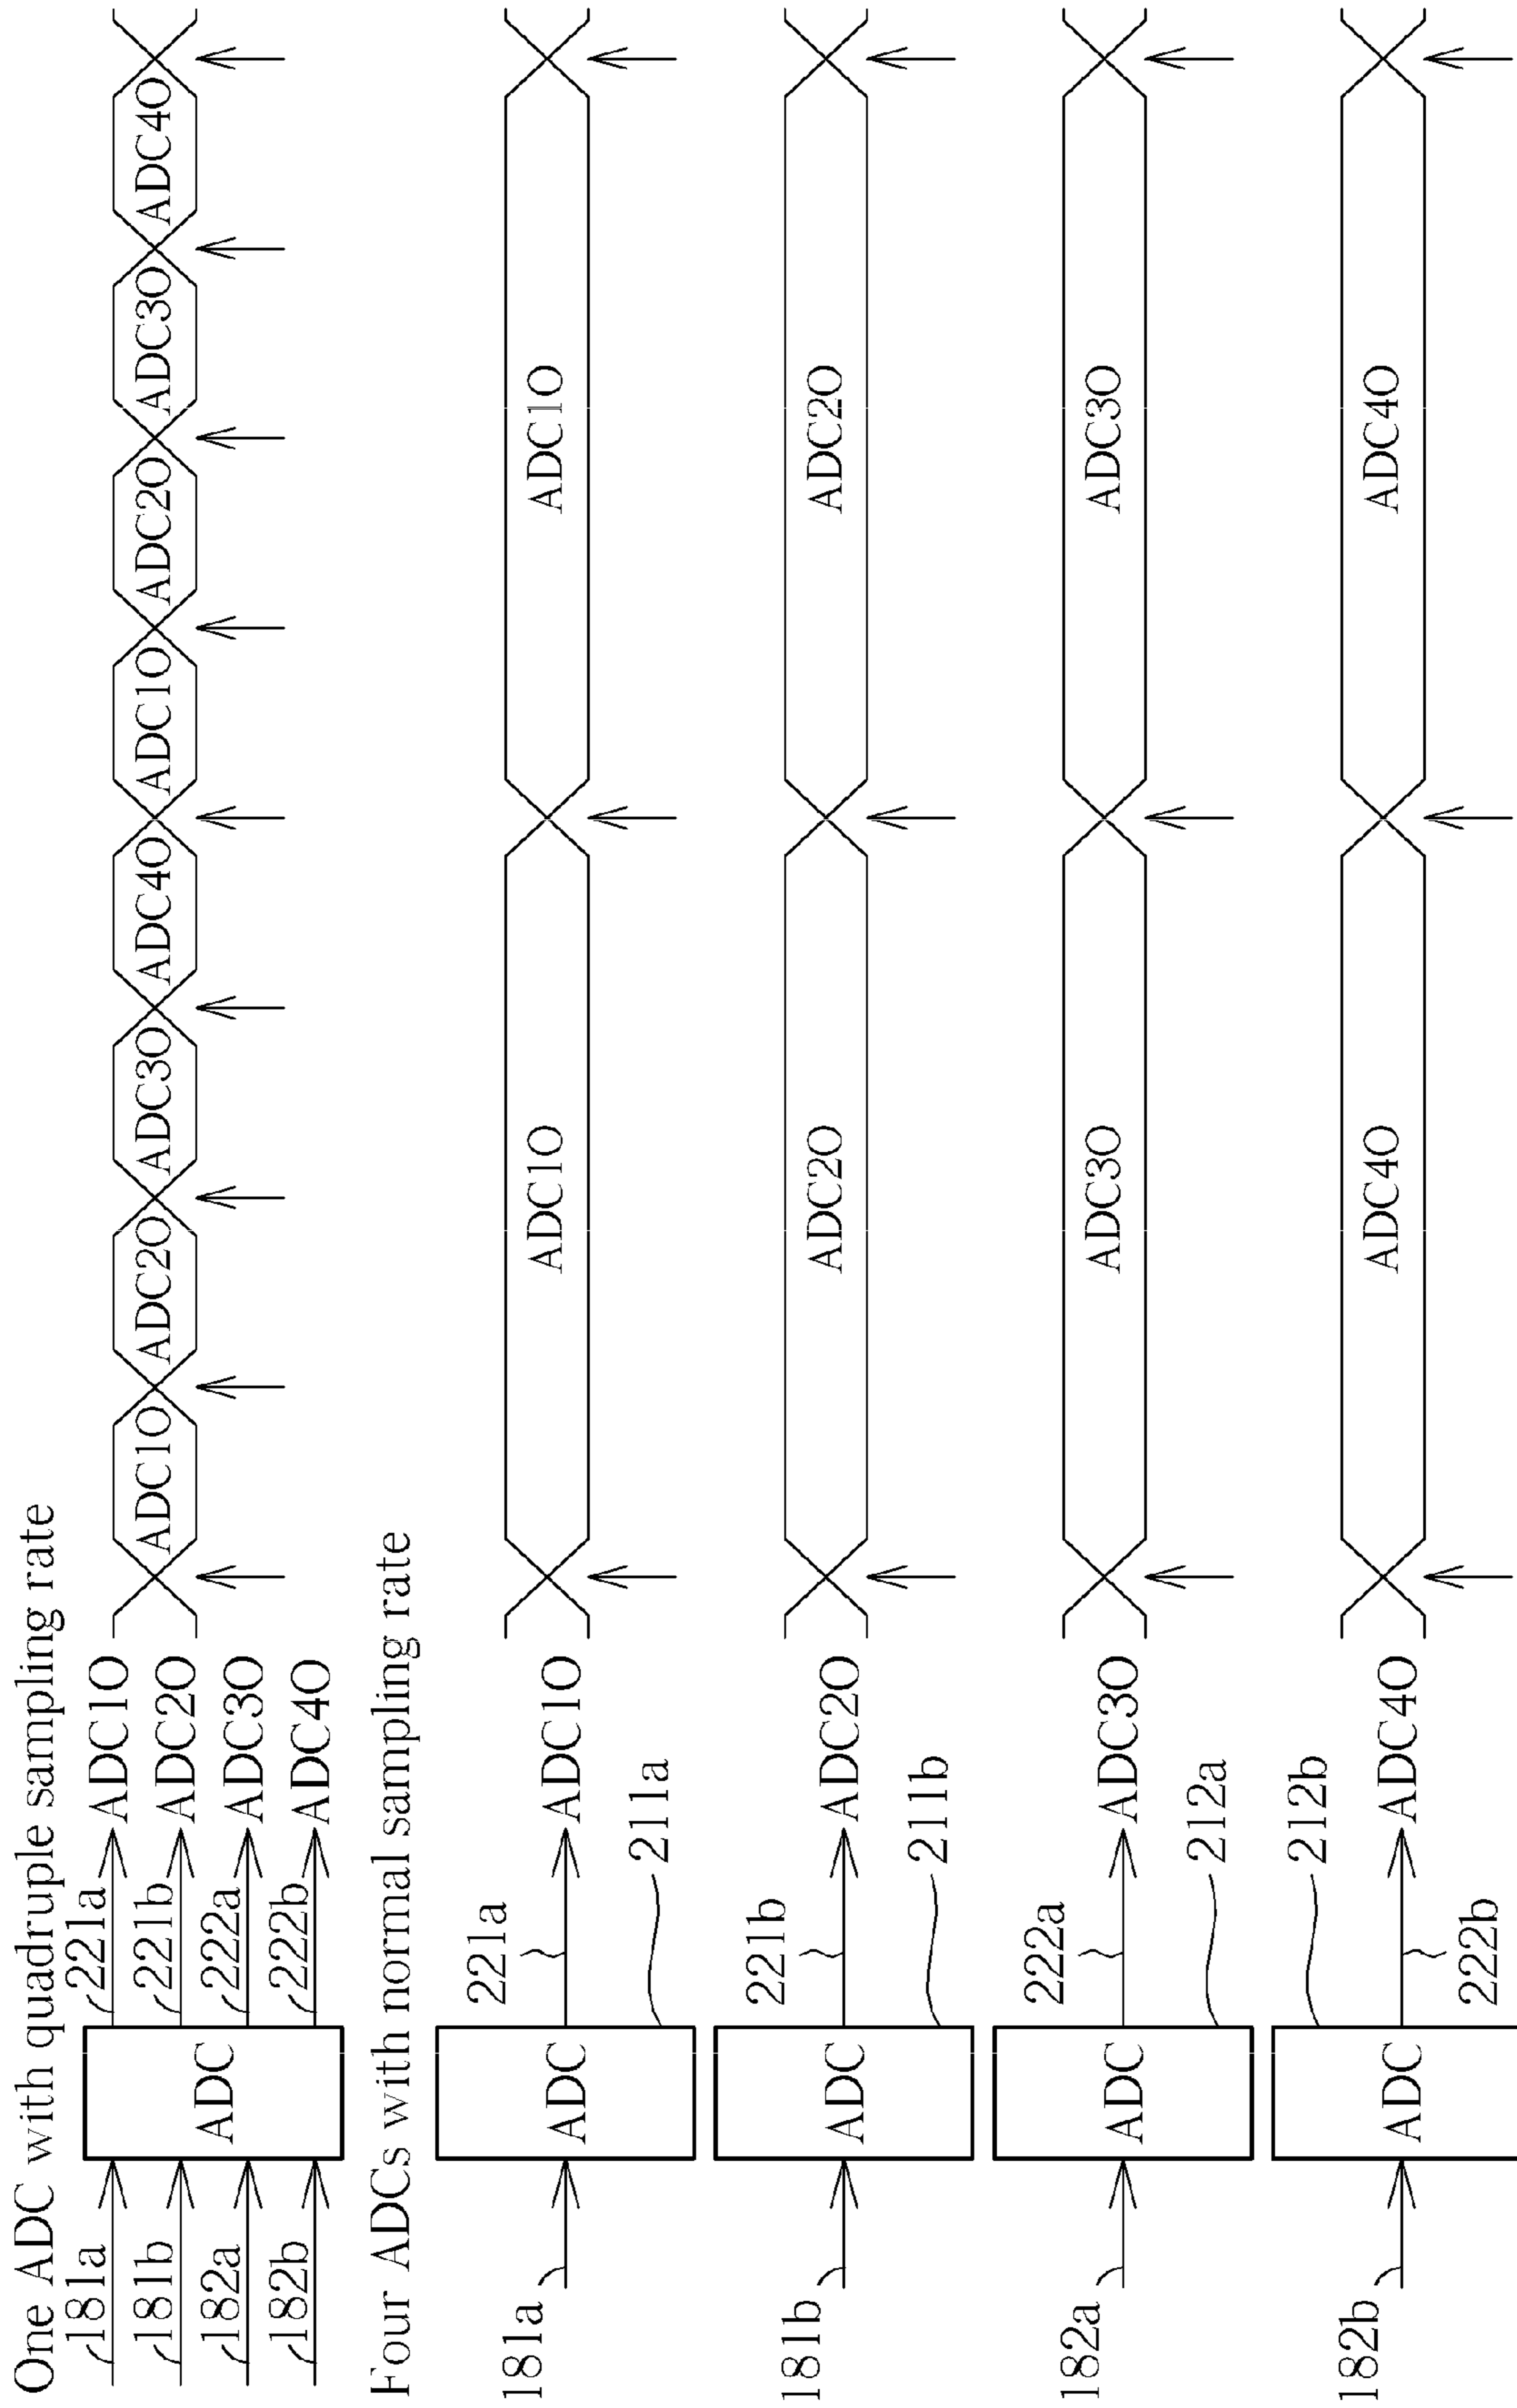 One ADC with quadruple sampling rate
181a 221a ADC1O ADC1O ADC2O ADC3O ADC4O ADC1O ADC2O ADC3O ADC4O
181b 221b ADC2O
ADC
182a 222a ADC3O
182b 222b ADC4O
Four ADCs with normal sampling rate
181a ADC 221a ADC1O ADC1O ADC1O
211a
181b ADC 221b ADC2O ADC2O ADC2O
211b
182a ADC 222a ADC3O ADC3O ADC3O
212a
212b
182b ADC ADC4O ADC4O ADC4O
222b